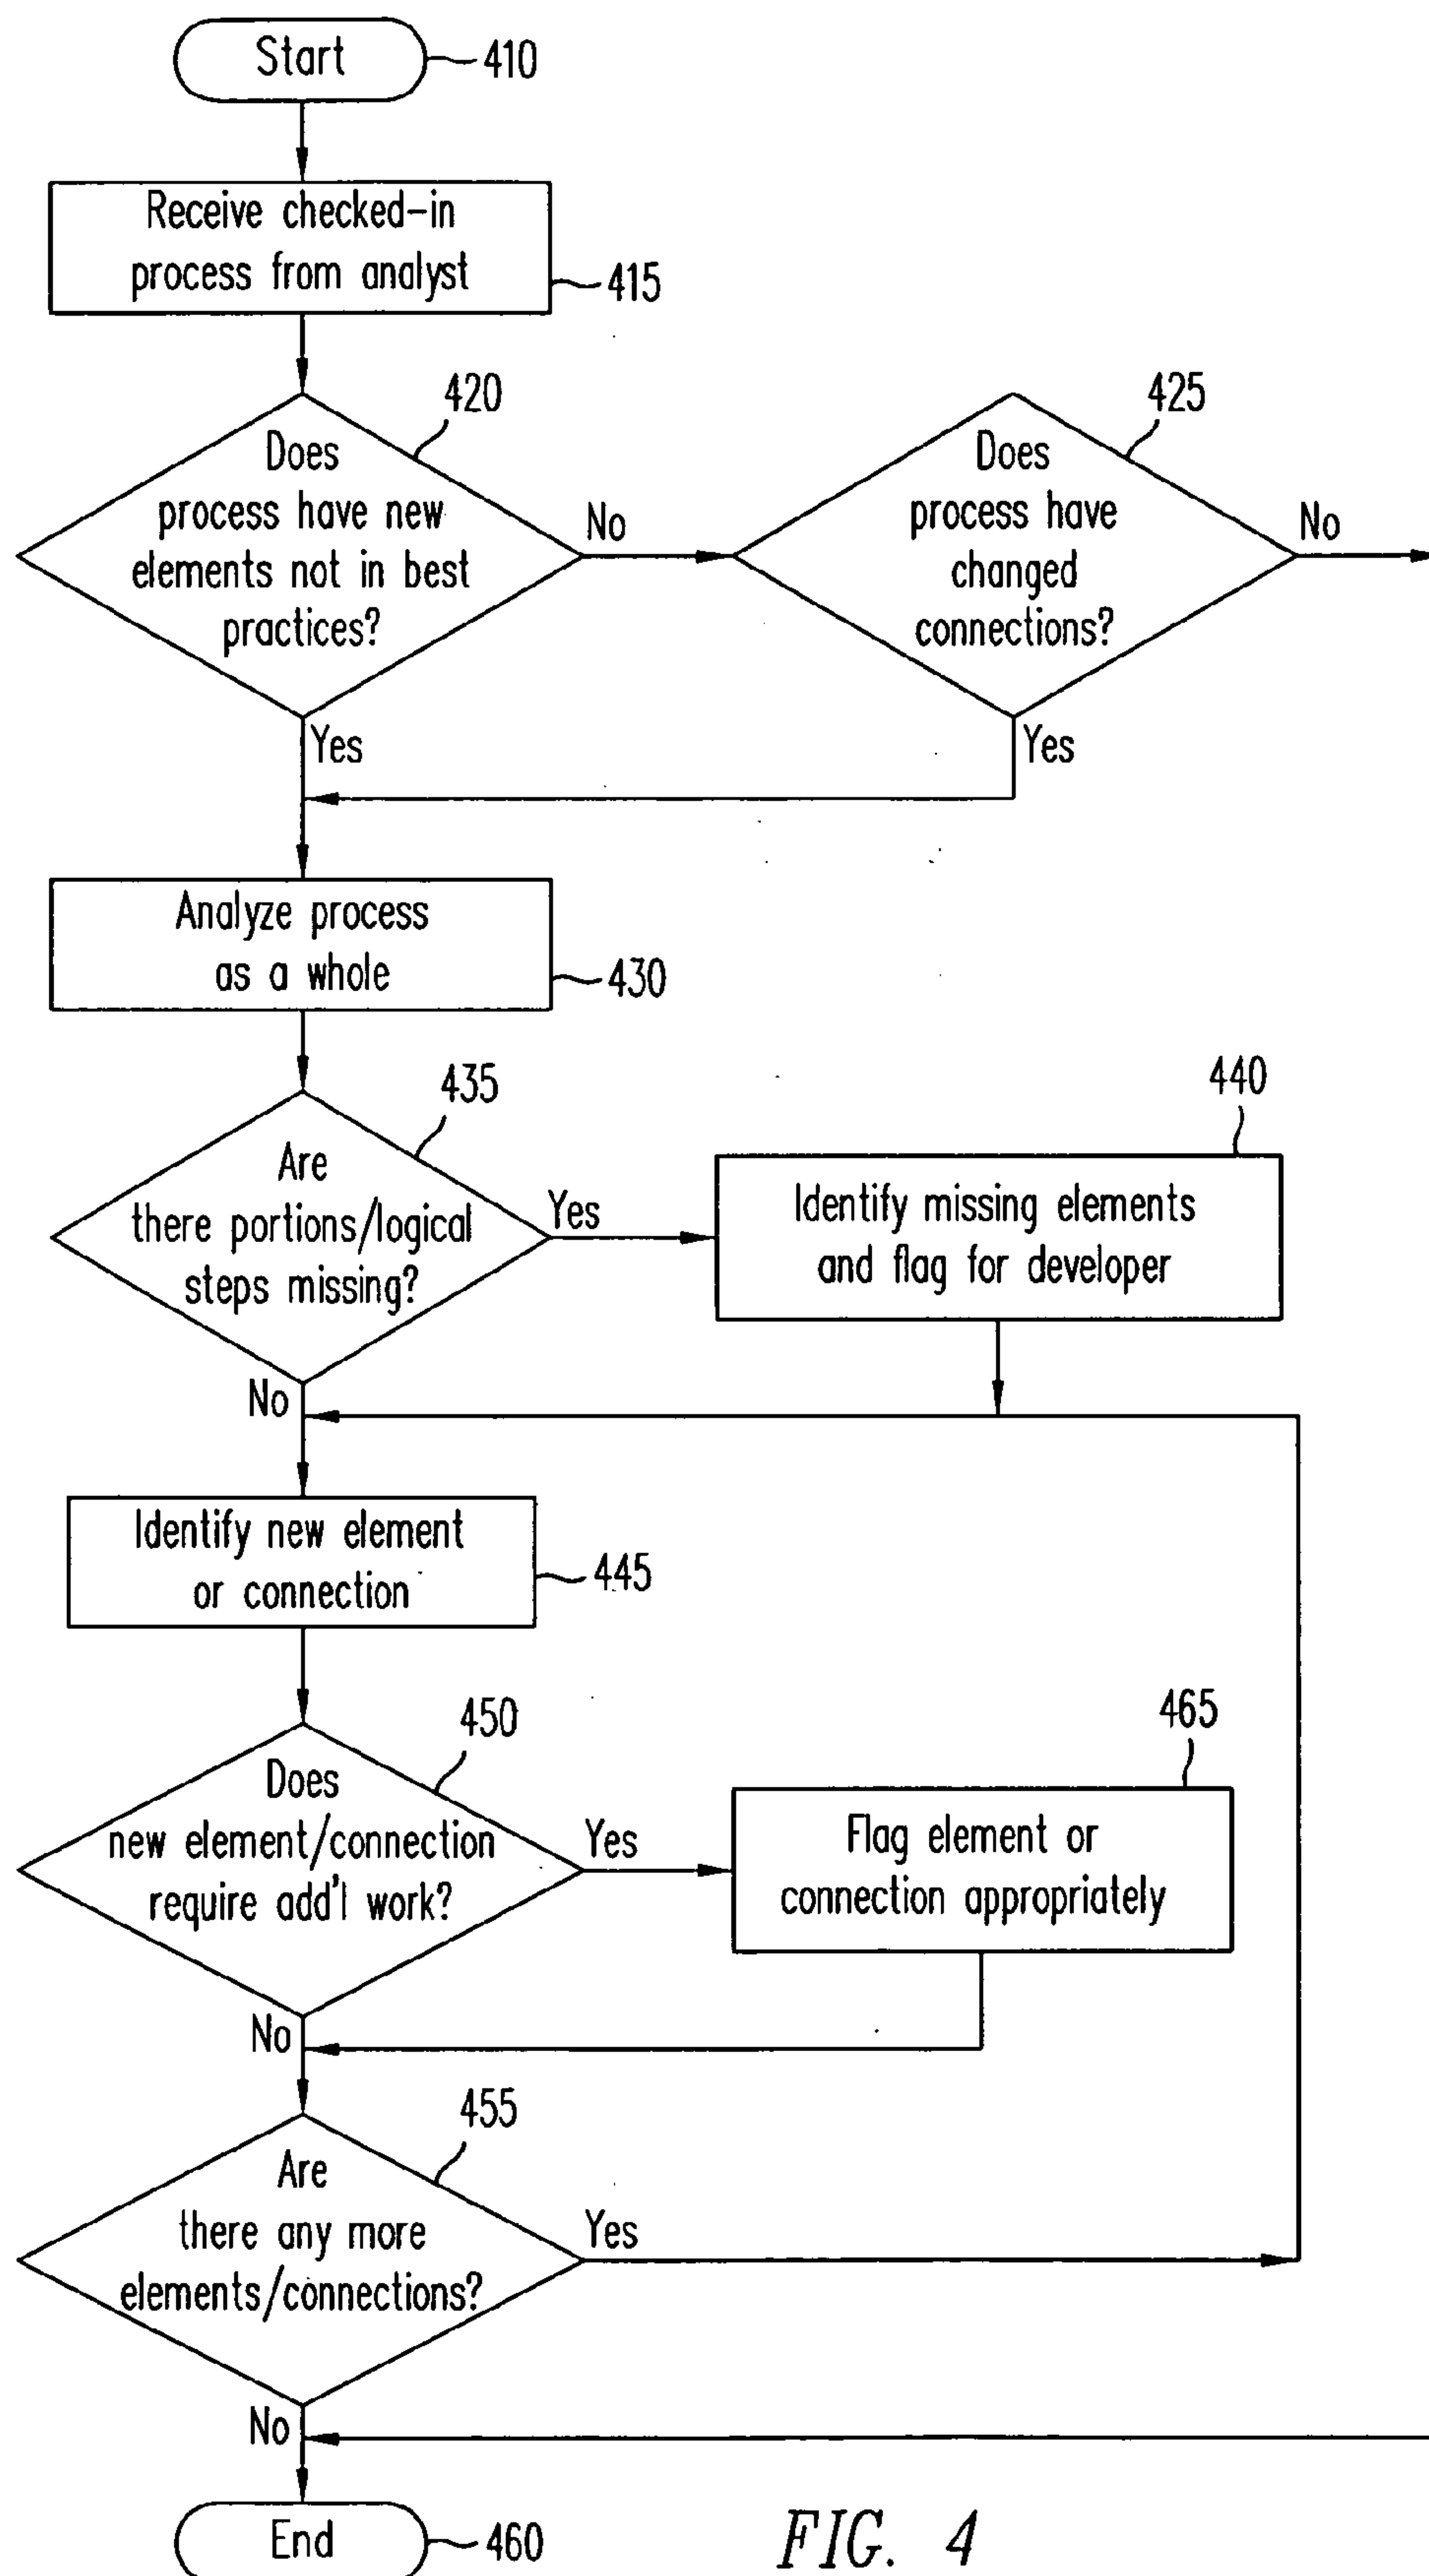 Start
410
Receive checked-in
process from analyst
415
420
Does
process have new
elements not in best
practices?
No
Yes
425
Does
process have
changed
connections?
No
Yes
Analyze process
as a whole
430
435
Are
there portions/logical
steps missing?
Yes
No
440
Identify missing elements
and flag for developer
Identify new element
or connection
445
450
Does
new element/connection
require add'l work?
Yes
No
465
Flag element or
connection appropriately
455
Are
there any more
elements/connections?
Yes
No
End
460
FIG. 4